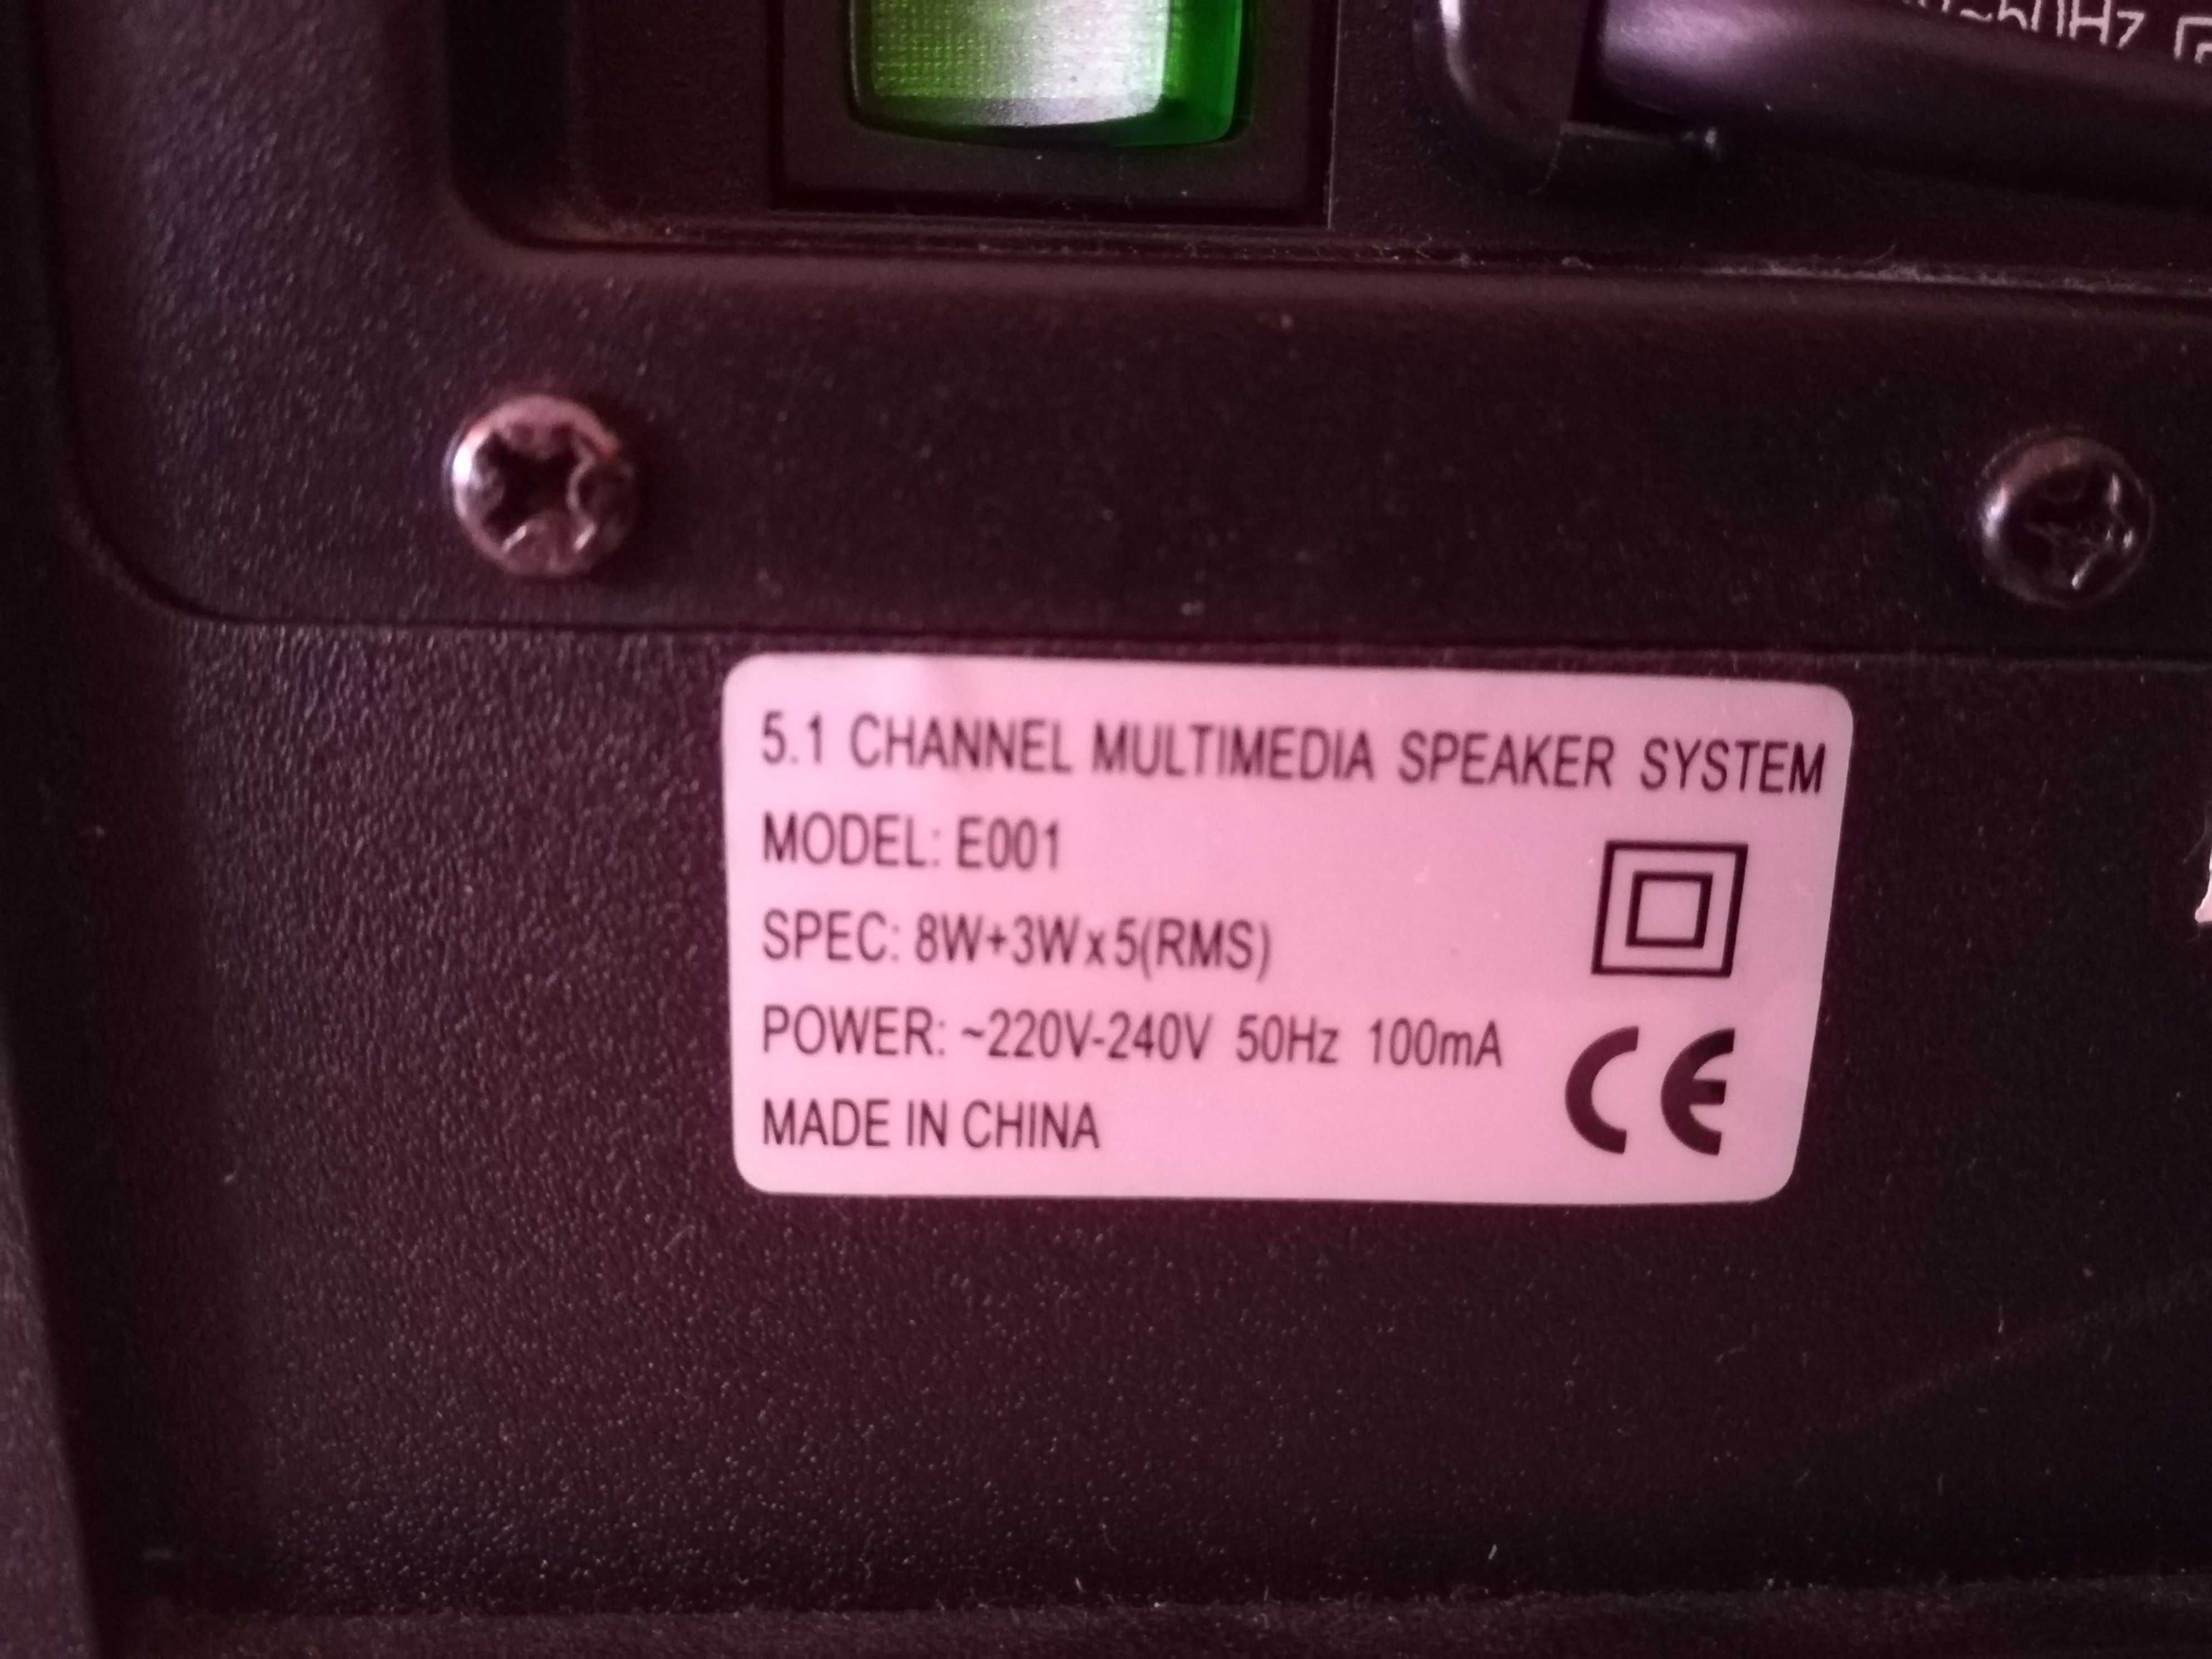 60Hz
5.1 CHANNEL MULTIMEDIA SPEAKER SYSTEM
MODEL: E001
SPEC: 8W+3Wx5(RMS)
POWER: ~220V-240V 50Hz 100mA
MADE IN CHINA
CE